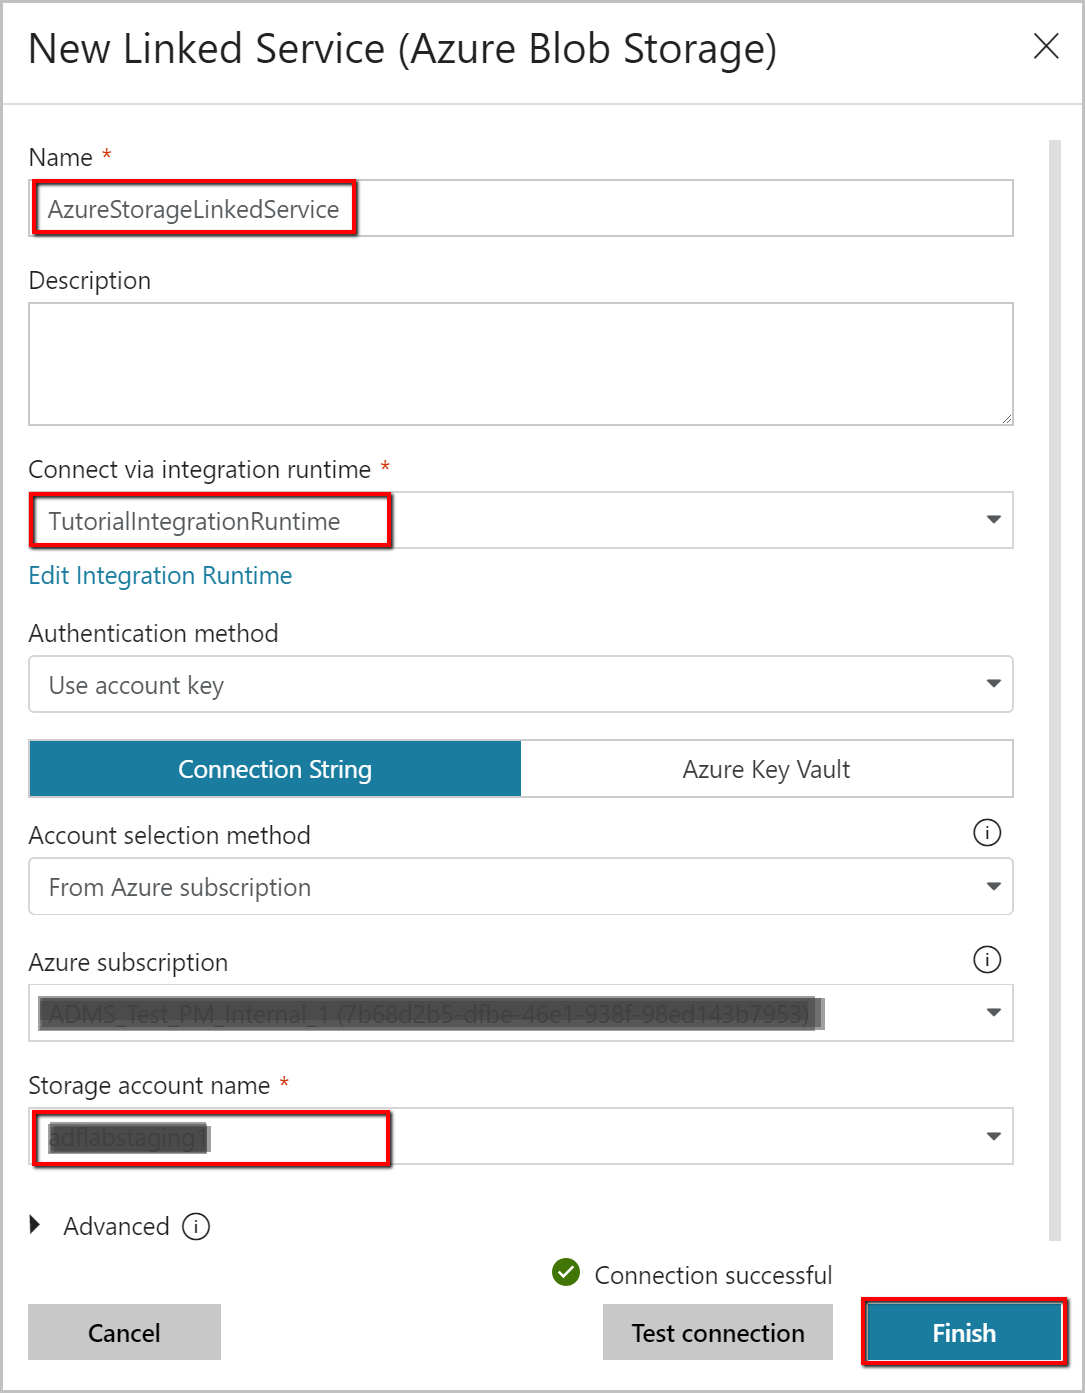 New Linked Service (Azure Blob Storage)
Name *
AzureStorageLinkedService
Description
Connect via integration runtime *
TutorialIntegrationRuntime
Edit Integration Runtime
Authentication method
Use account key
Connection String
Azure Key Vault
Account selection method
From Azure subscription
Azure subscription
Storage account name *
Advanced
Connection successful
Cancel
Test connection
Finish